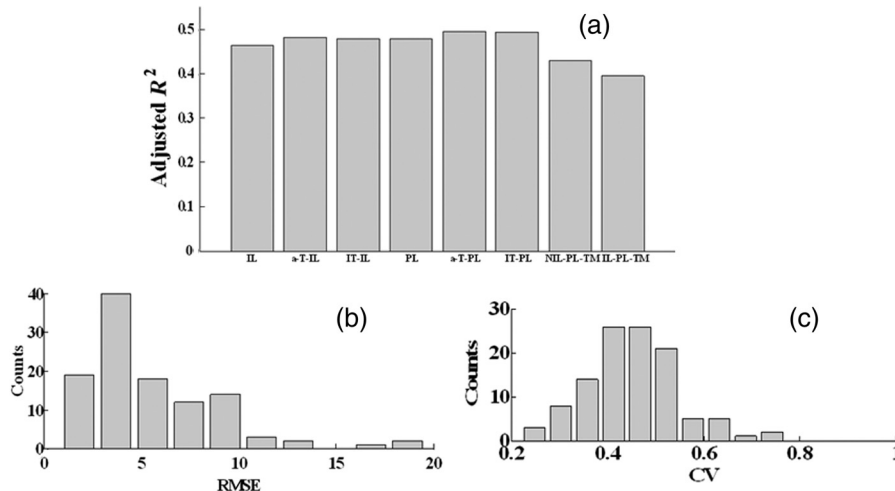 (a)
0.5
0.4
0.3
0.2
0.1
0
Adjusted R²
IL a-T-IL IT-IL PL a-T-PL IT-PL NIL-PL-TM IL-PL-TM
(b)
40
30
20
10
0
Counts
0 5 10 15 20
RMSE
(c)
30
20
10
0
Counts
0.2 0.4 0.6 0.8 1
CV